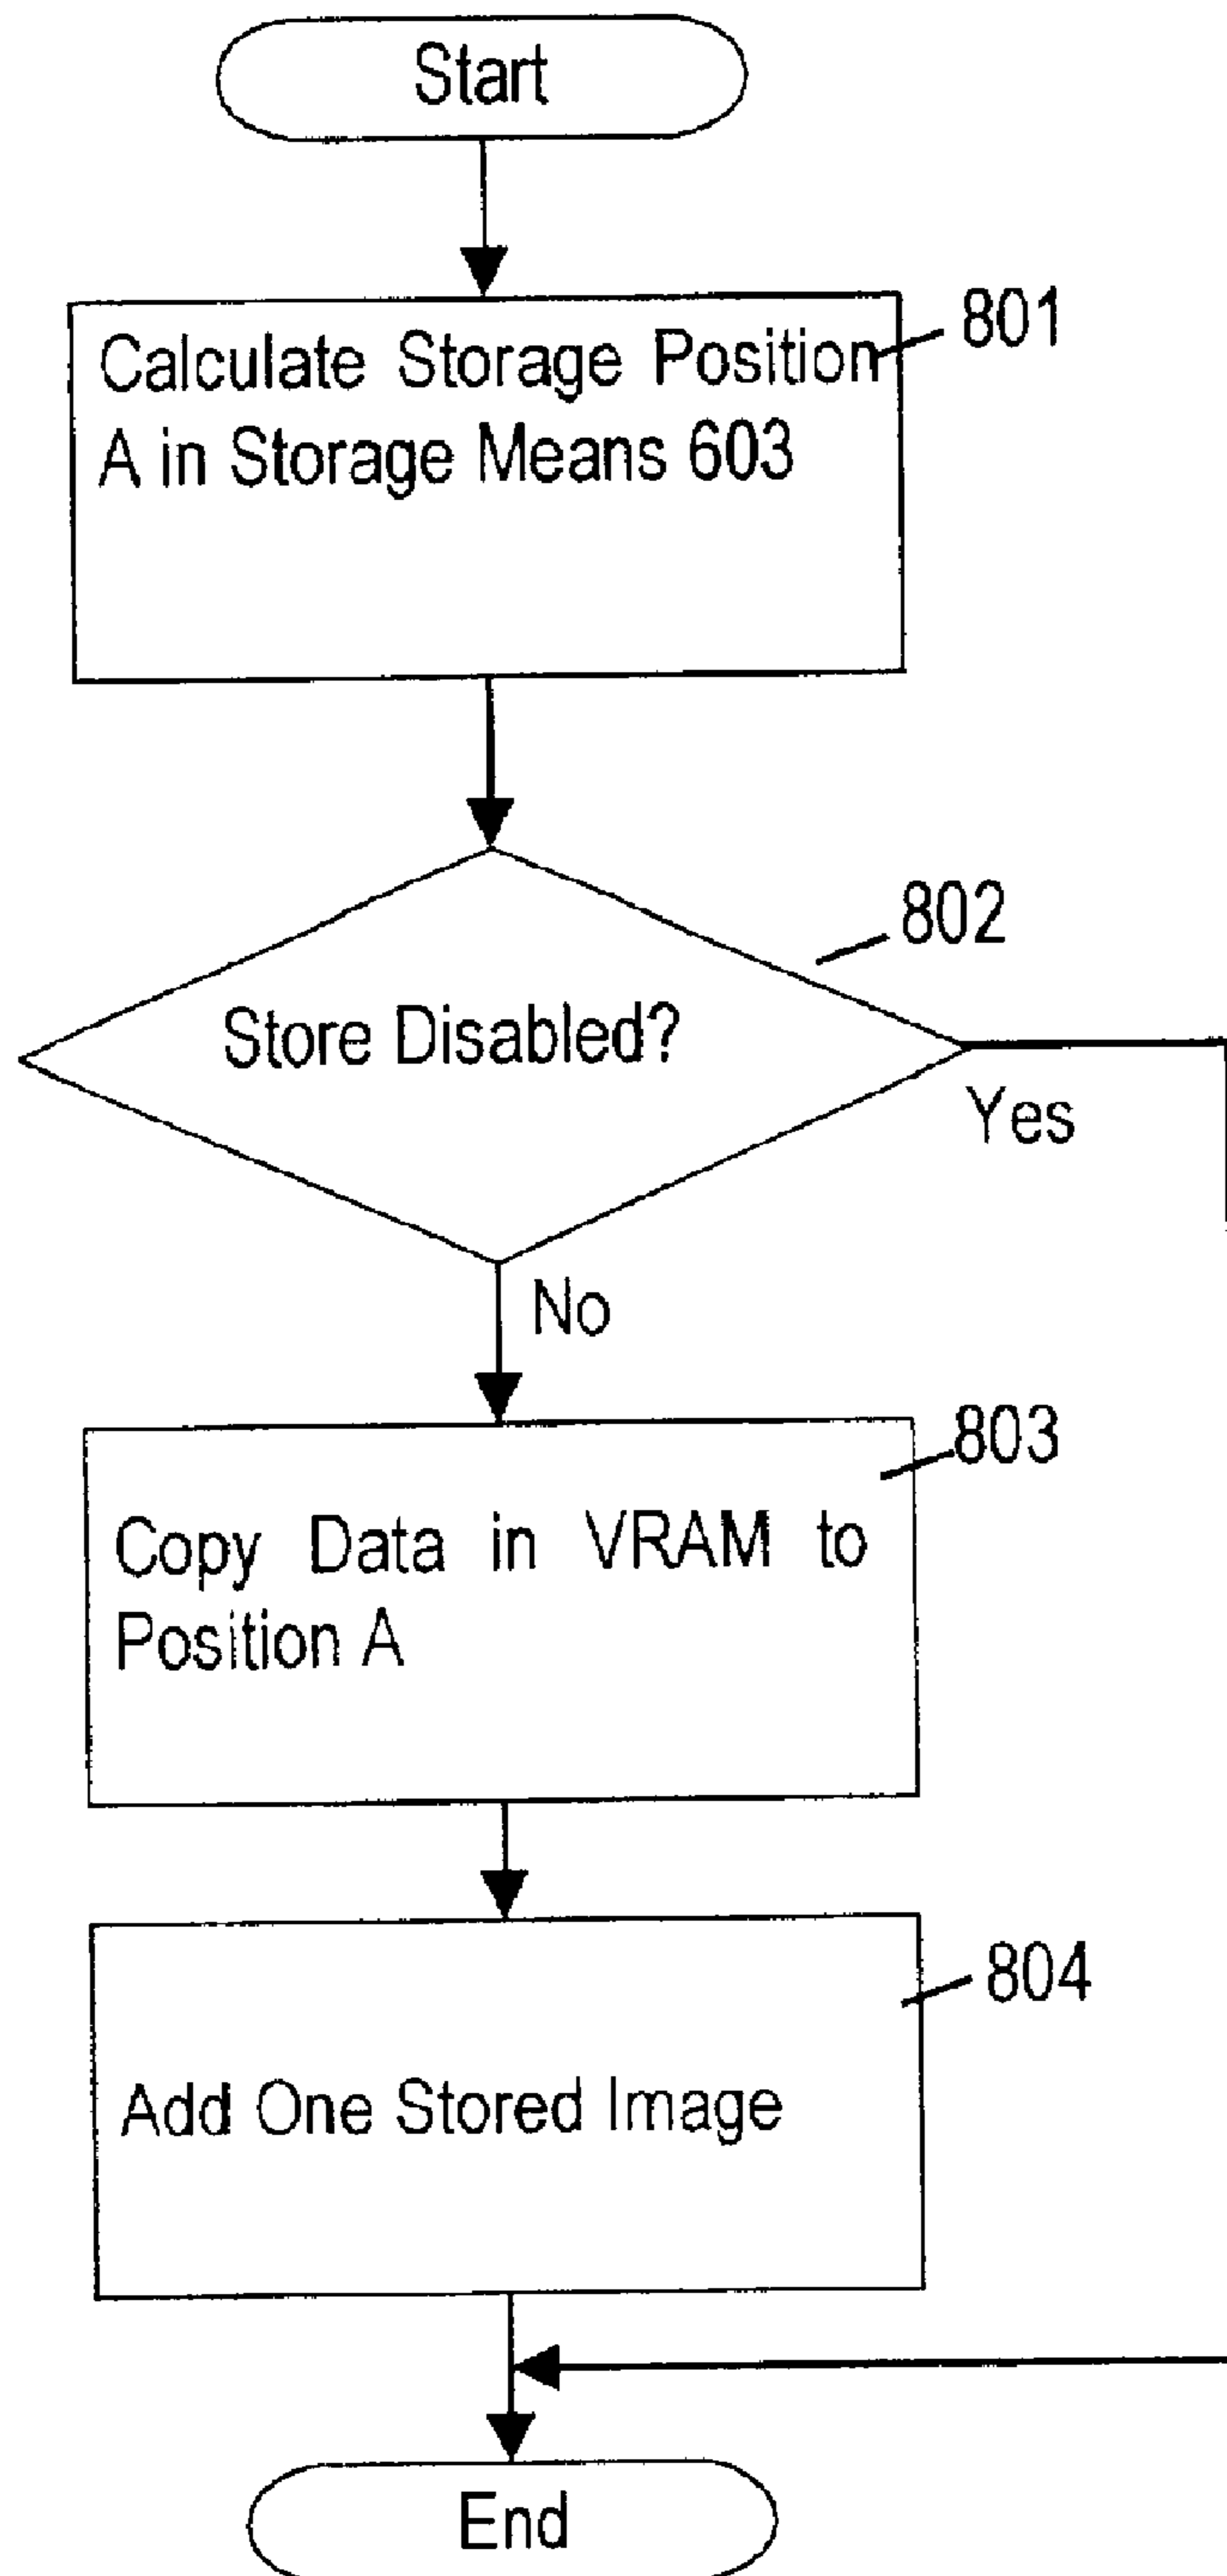 Start
801
Calculate Storage Position
A in Storage Means 603
802
Store Disabled?
Yes
No
803
Copy Data in VRAM to
Position A
804
Add One Stored Image
End